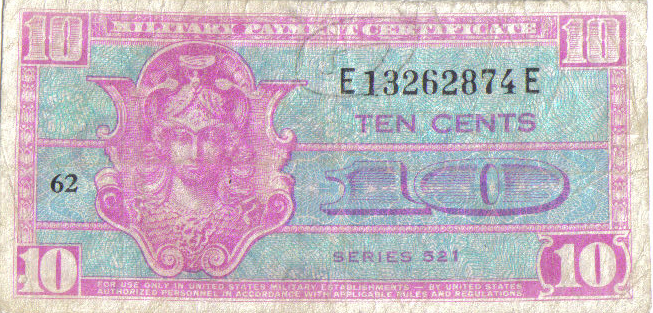 10 MILITARY PAYMENT CERTIFICATE 10
E13262874E
TEN CENTS
62
10
SERIES 521
10 10
FOR USE ONLY IN UNITED STATES MILITARY ESTABLISHMENTS — BY UNITED STATES
AUTHORIZED PERSONNEL IN ACCORDANCE WITH APPLICABLE RULES AND REGULATIONS.